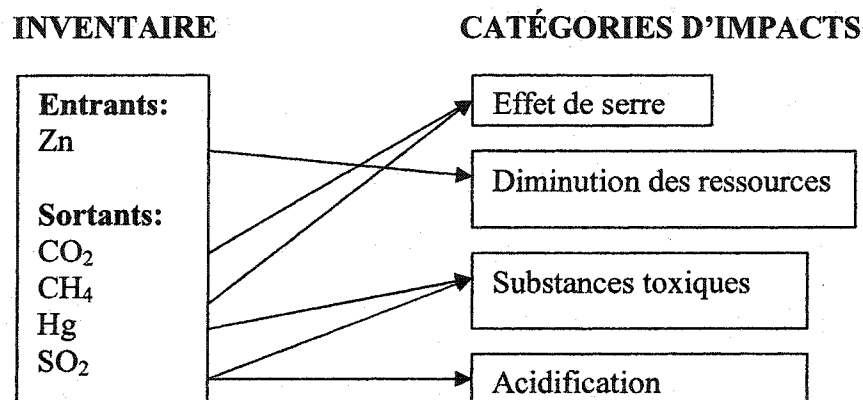 INVENTAIRE
CATÉGORIES D'IMPACTS
Entrants:
Zn
Sortants:
CO₂
CH₄
Hg
SO₂
Effet de serre
Diminution des ressources
Substances toxiques
Acidification